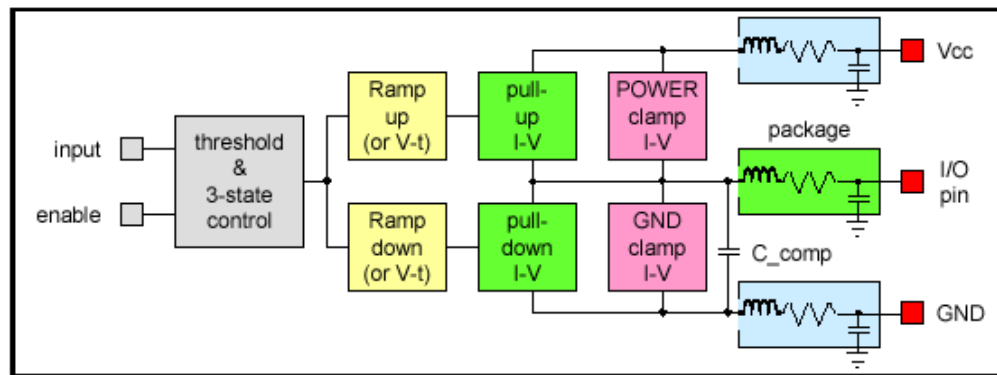 input
enable
threshold
&
3-state
control
Ramp
up
(or V-t)
Ramp
down
(or V-t)
pull-
up
I-V
pull-
down
I-V
POWER
clamp
I-V
GND
clamp
I-V
C_comp
package
Vcc
I/O
pin
GND